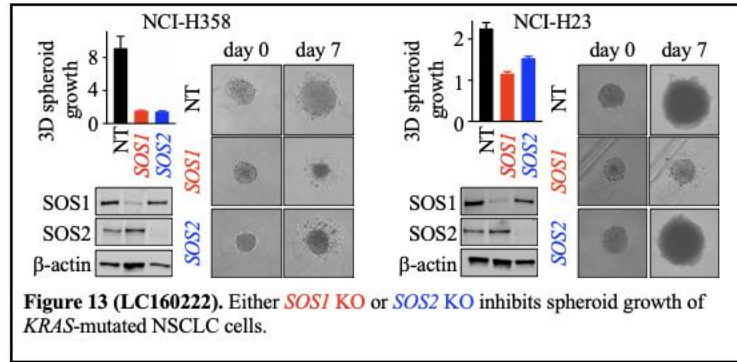 NCI-H358
3D spheroid
growth
8
4
0
NT
SOS1
SOS2
day 0
day 7
NT
SOS1
SOS2
SOS1
SOS2
β-actin
NCI-H23
3D spheroid
growth
2
1
0
NT
SOS1
SOS2
day 0
day 7
NT
SOS1
SOS2
SOS1
SOS2
β-actin
Figure 13 (LC160222). Either SOS1 KO or SOS2 KO inhibits spheroid growth of
KRAS-mutated NSCLC cells.